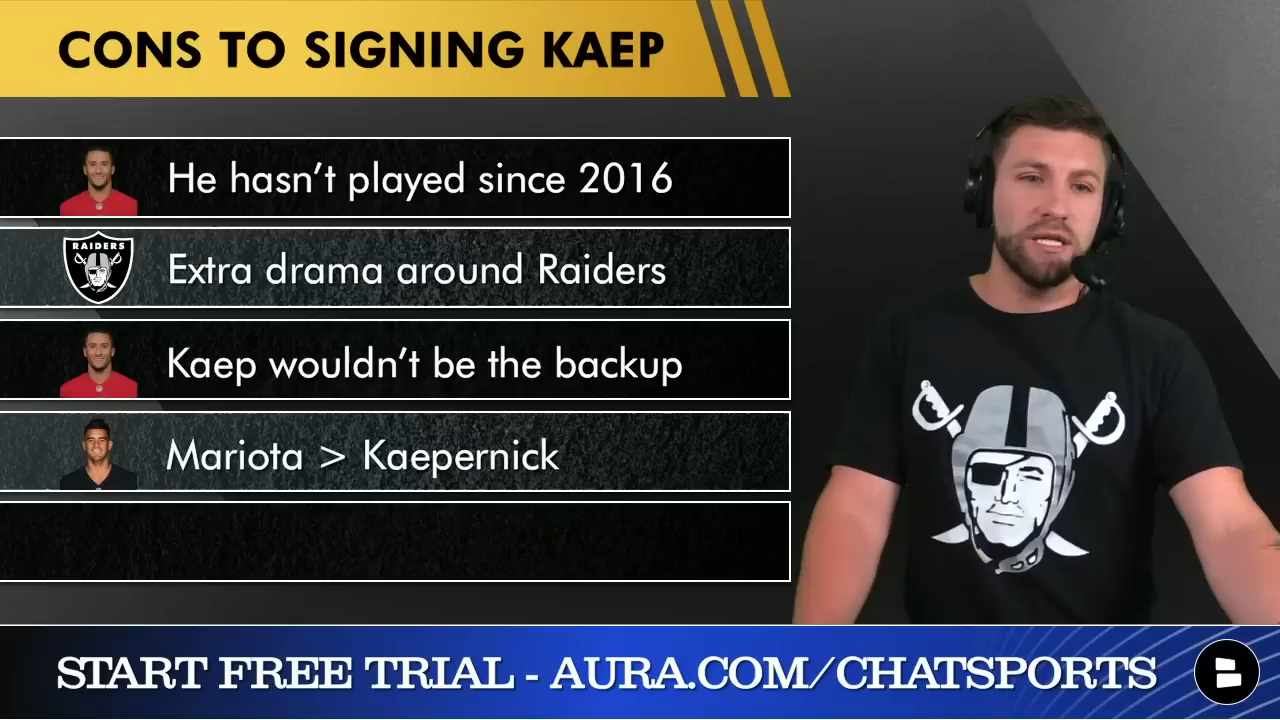 CONS TO SIGNING KAEP
He hasn't played since 2016
RAIDERS
Extra drama around Raiders
Kaep wouldn't be the backup
Mariota > Kaepernick
START FREE TRIAL - AURA.COM/CHATSPORTS